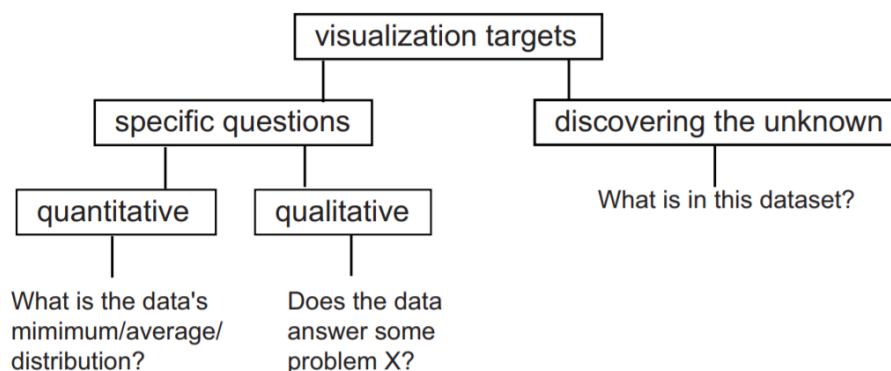 visualization targets
specific questions
discovering the unknown
quantitative
qualitative
What is in this dataset?
What is the data's
mimimum/average/
distribution?
Does the data
answer some
problem X?